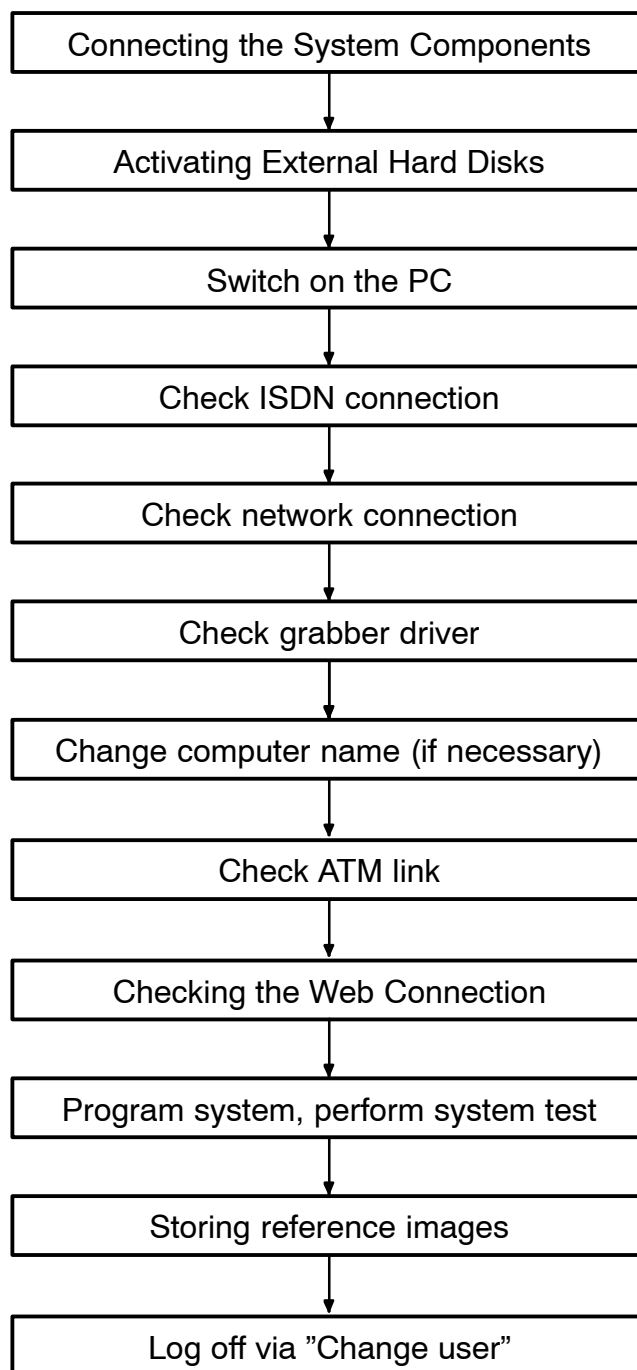 Connecting the System Components
Activating External Hard Disks
Switch on the PC
Check ISDN connection
Check network connection
Check grabber driver
Change computer name (if necessary)
Check ATM link
Checking the Web Connection
Program system, perform system test
Storing reference images
Log off via ”Change user”